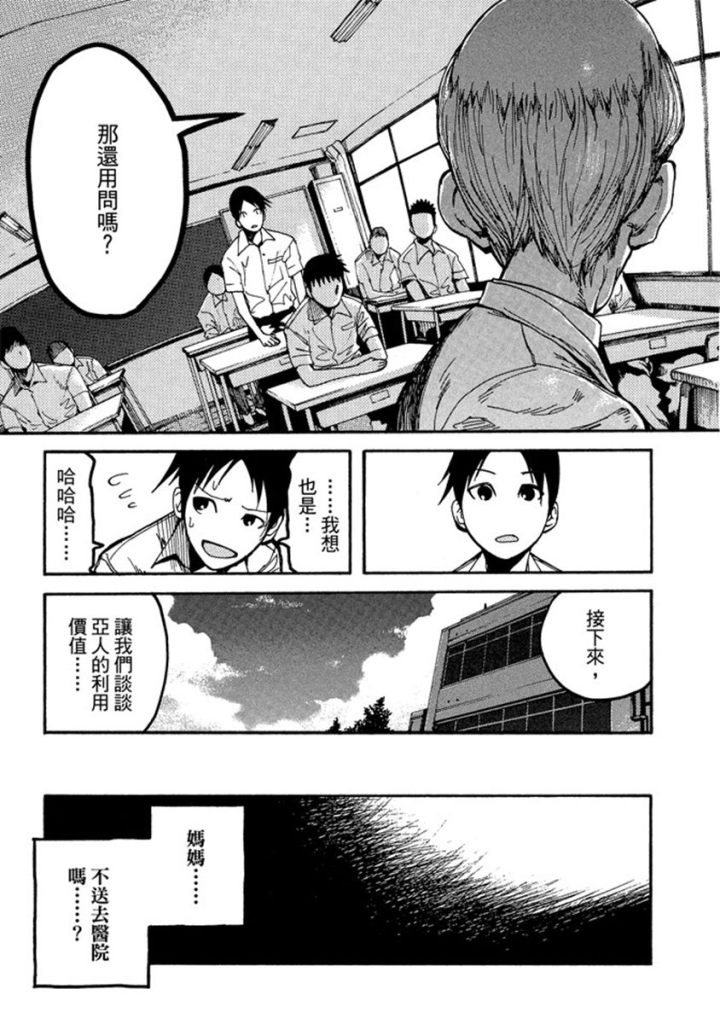 那還用問嗎？
……我想
也是…
哈哈哈……
接下來，
讓我們談談
亞人的利用
價值……
媽媽……
不送去醫院
嗎……？